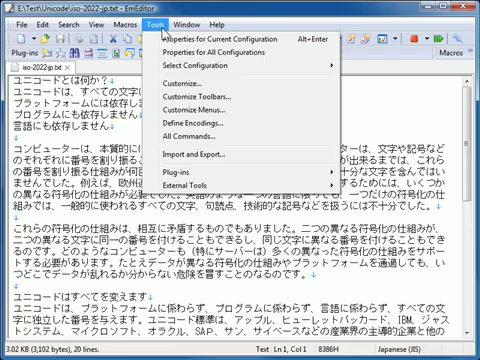 E:\Test\Unicode\iso-2022-jp.txt - EmEditor
File Edit Search View Macros Tools Window Help
Plug-ins
Macros
iso-2022-jp.txt
Properties for Current Configuration Alt+Enter
Properties for All Configurations
Select Configuration
Customize...
Customize Toolbars...
Customize Menus...
Define Encodings...
All Commands...
Import and Export...
Plug-ins
External Tools
ユニコードとは何か？
ユニコードは、すべての文字に
プラットフォームには依存しま
プログラムにも依存しません
言語にも依存しません
コンピューターは、本質的に
ーターは、文字や記号など
のそれぞれに番号を割り振る
が出来るまでは、これら
の番号を割り振る仕組みが何百
十分な文字を含んではい
ませんでした。例えば、欧州連
するためには、いくつか
の異なる符号化の仕組みが必要でした。英語のような一つの言語に限っても、一つだけの符号化の仕
組みでは、一般的に使われるすべての文字、句読点、技術的な記号などを扱うには不十分でした。
これらの符号化の仕組みは、相互に矛盾するものでもありました。二つの異なる符号化の仕組みが、
二つの異なる文字に同一の番号を付けることもできるし、同じ文字に異なる番号を付けることもでき
るのです。どのようなコンピューターも（特にサーバーは）多くの異なった符号化の仕組みをサポー
トする必要があります。たとえデータが異なる符号化の仕組みやプラットフォームを通過しても、い
つどこでデータが乱れるか分からない危険を冒すことのなるのです。
ユニコードはすべてを変えます
ユニコードは、プラットフォームに係わらず、プログラムに係わらず、言語に係わらず、すべての文
字に独立した番号を与えます。ユニコード標準は、アップル、ヒューレットパッカード、IBM、ジャス
トシステム、マイクロソフト、オラクル、SAP、サン、サイベースなどの産業界の主導的企業と他の
3.02 KB (3,102 bytes), 20 lines. Text Ln 1, Col 1 8386H Japanese (JIS)